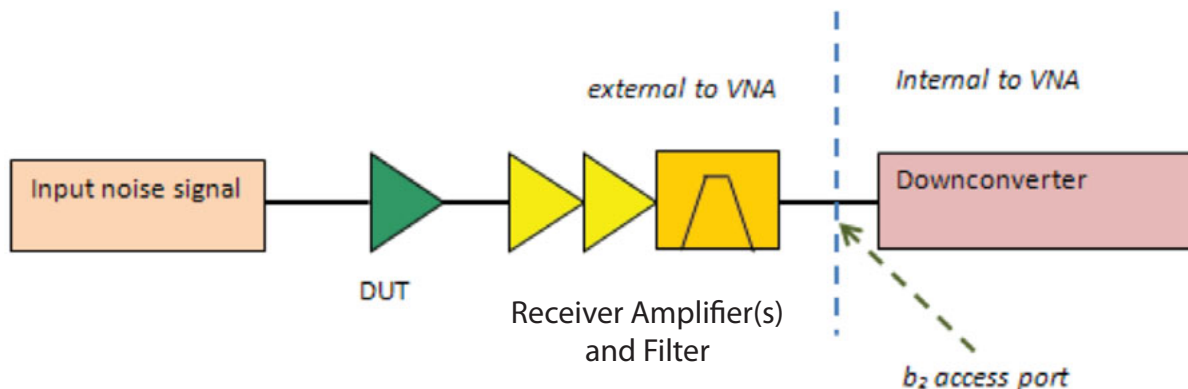 external to VNA
Internal to VNA
Input noise signal
Downconverter
DUT
Receiver Amplifier(s)
and Filter
b₂ access port